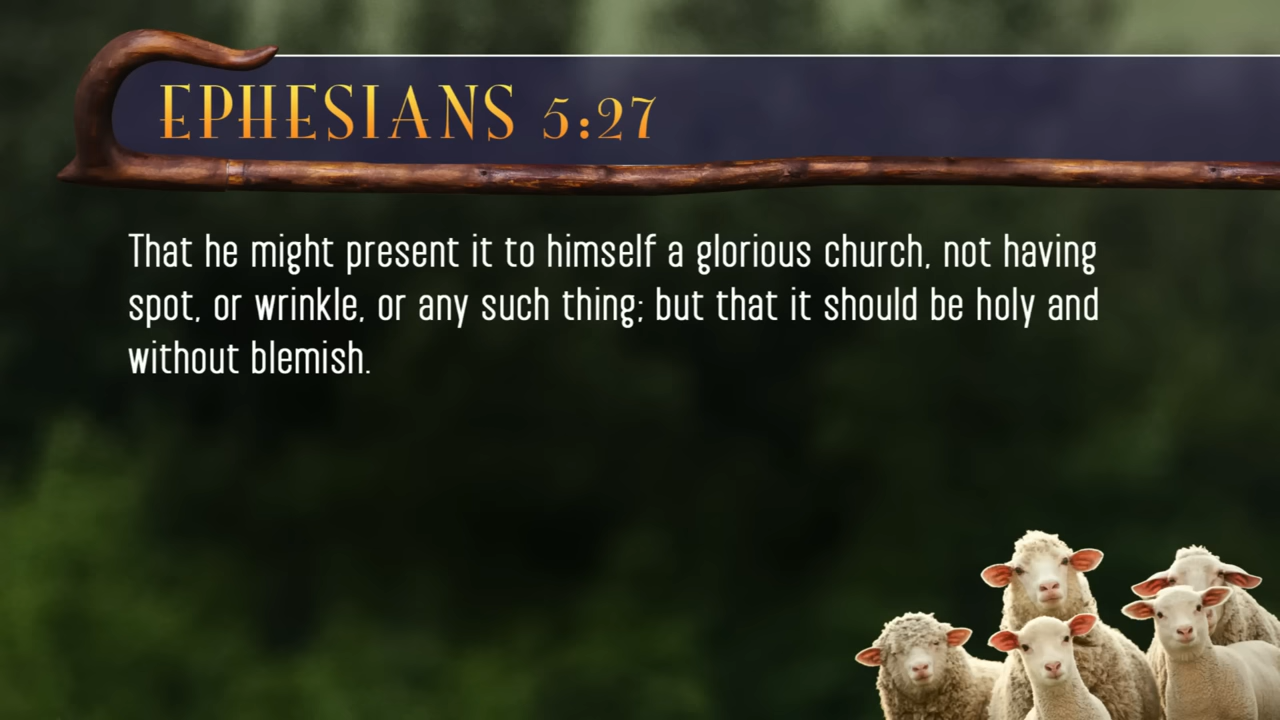 EPHESIANS 5:27
That he might present it to himself a glorious church, not having
spot, or wrinkle, or any such thing; but that it should be holy and
without blemish.